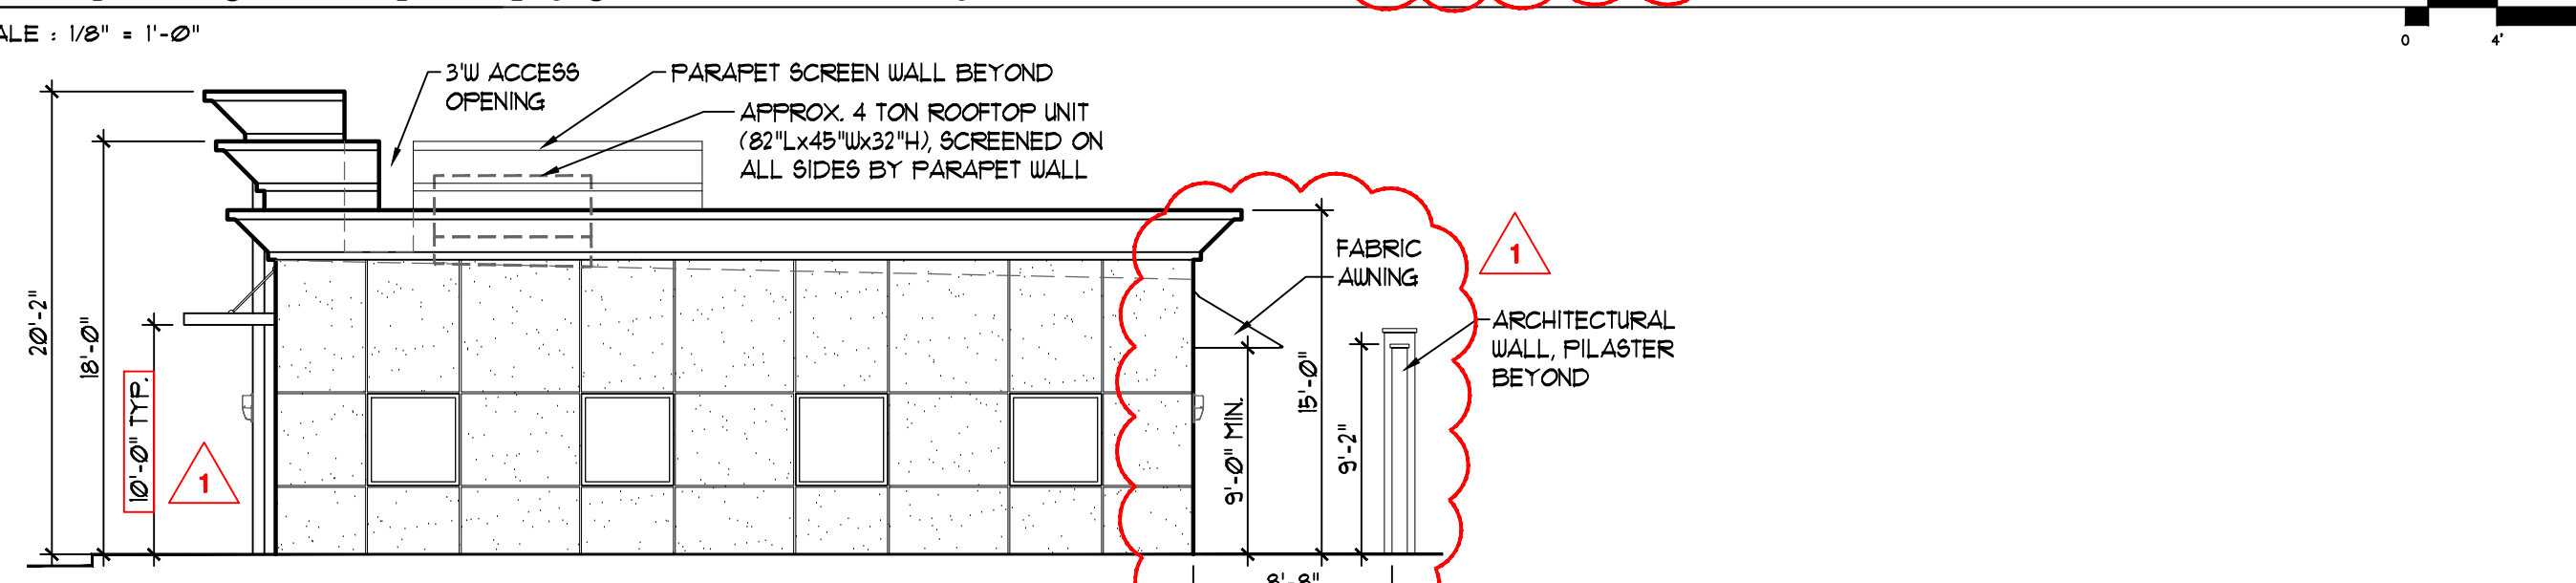 ALE : 1/8" = 1'-0"
0 4'
3'W ACCESS
OPENING
PARAPET SCREEN WALL BEYOND
APPROX. 4 TON ROOFTOP UNIT
(82"Lx45"Wx32"H), SCREENED ON
ALL SIDES BY PARAPET WALL
FABRIC
AWNING
1
ARCHITECTURAL
WALL, PILASTER
BEYOND
20'-2"
18'-0"
10'-0" TYP.
1
9'-0" MIN.
15'-0"
9'-2"
8'-8"